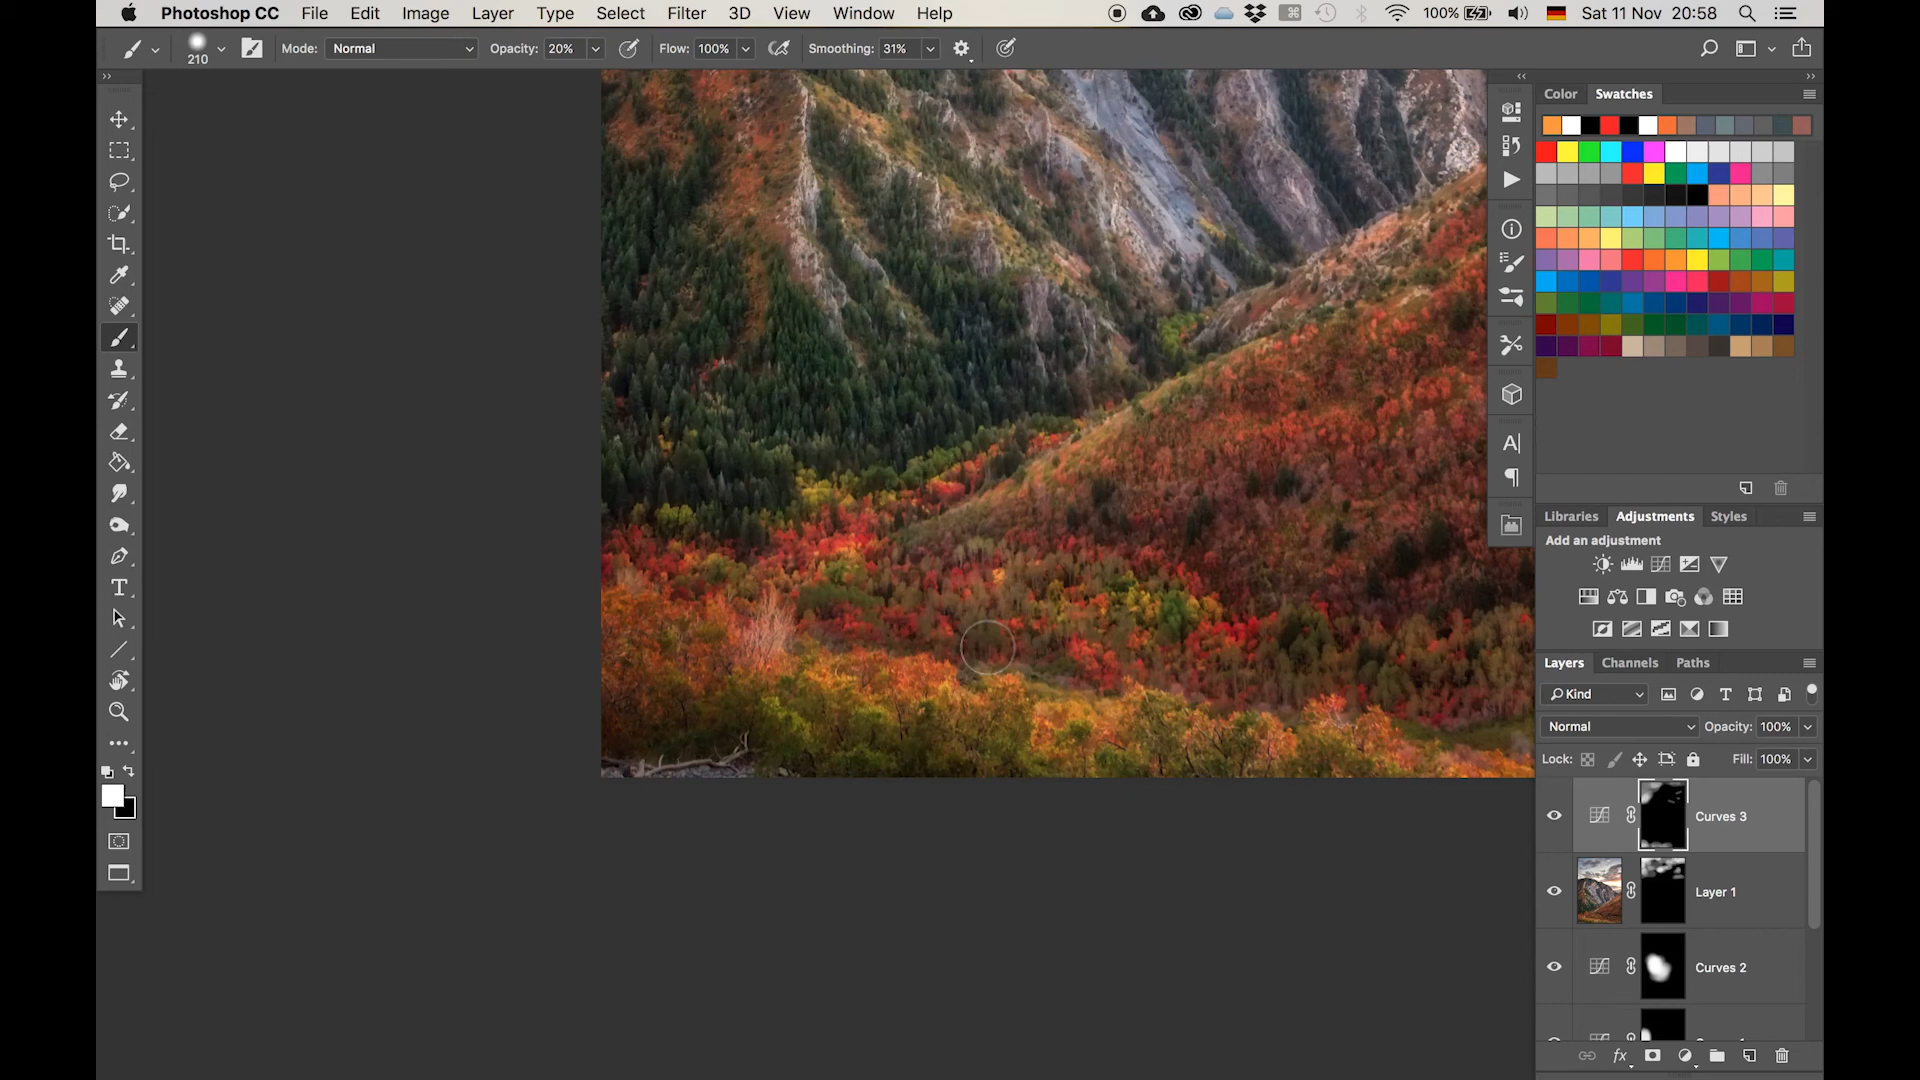 Photoshop CC File Edit Image Layer Type Select Filter 3D View Window Help 100% Sat 11 Nov 20:58
210 Mode: Normal Opacity: 20% Flow: 100% Smoothing: 31%
Color Swatches
Libraries Adjustments Styles
Add an adjustment
Layers Channels Paths
Kind
Normal Opacity: 100%
Lock: Fill: 100%
Curves 3
Layer 1
Curves 2
fx